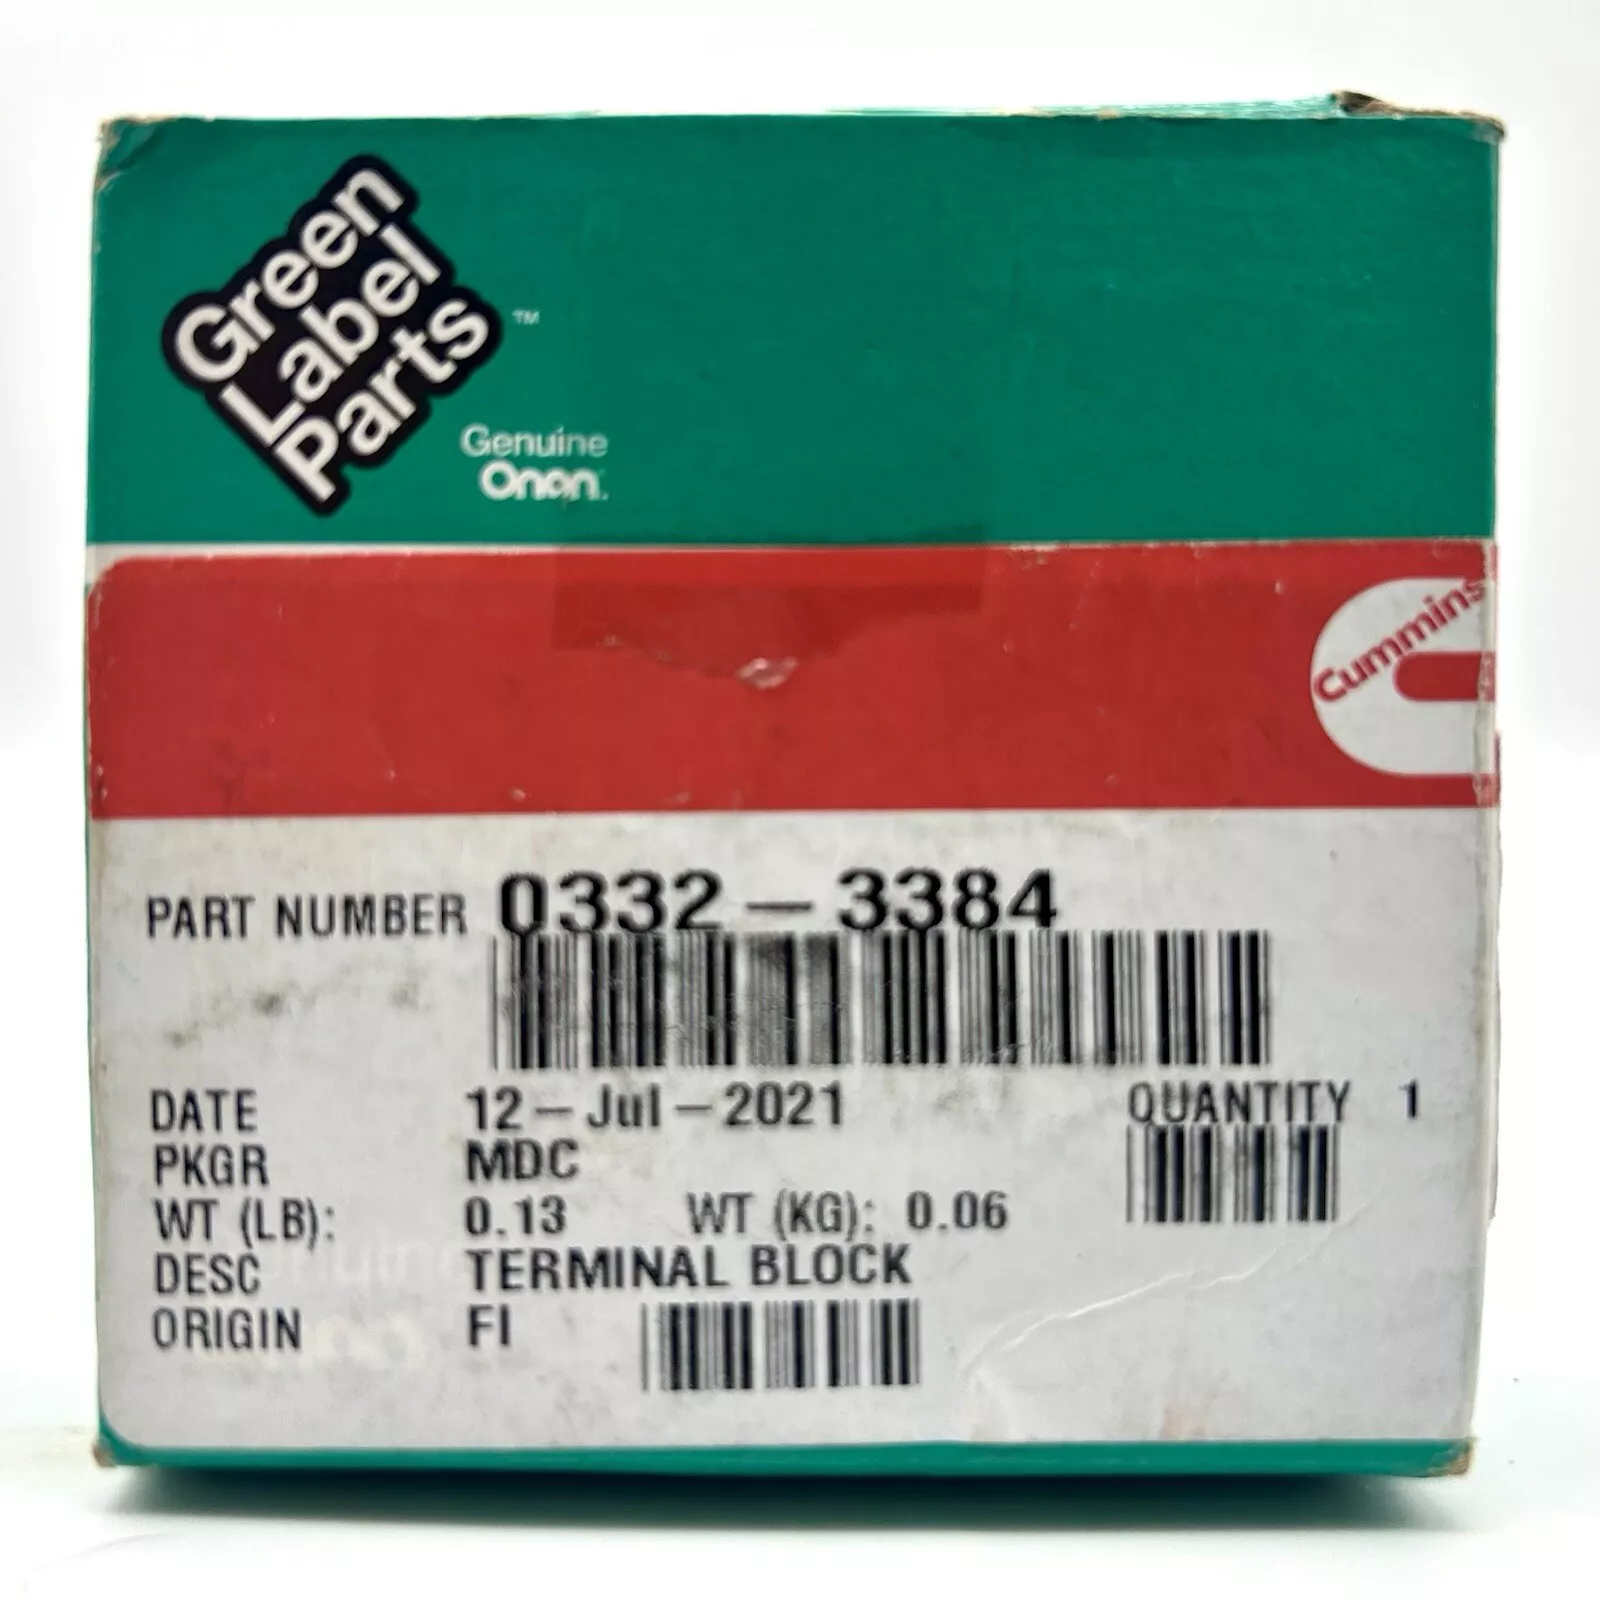 Green
Label
Parts
™
Genuine
Onan.
Cummins
PART NUMBER 0332-3384
DATE 12-Jul-2021 QUANTITY 1
PKGR MDC
WT (LB): 0.13 WT (KG): 0.06
DESC TERMINAL BLOCK
ORIGIN FI